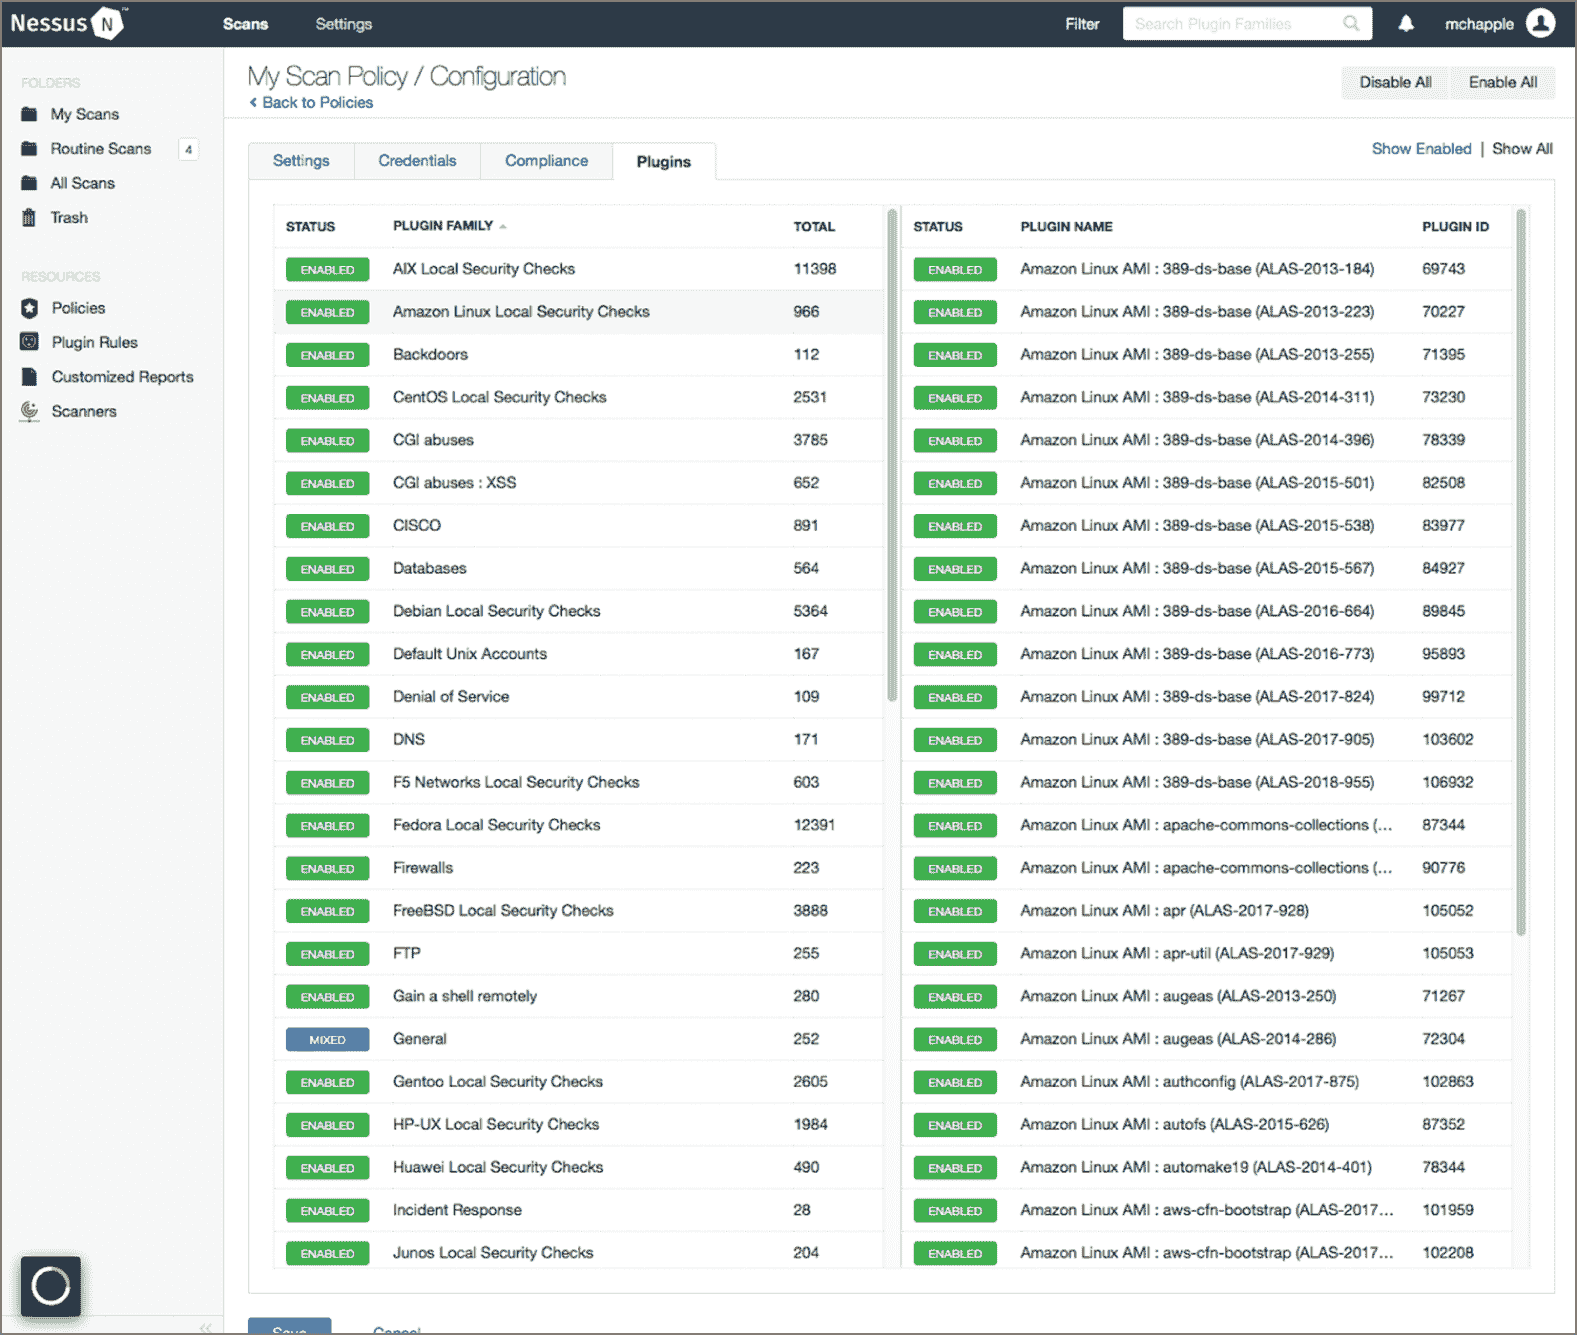 Nessus N ™ Scans Settings Filter Search Plugin Families mchapple
FOLDERS
My Scans
Routine Scans 4
All Scans
Trash
RESOURCES
Policies
Plugin Rules
Customized Reports
Scanners
My Scan Policy / Configuration
Back to Policies
Disable All Enable All
Settings Credentials Compliance Plugins
Show Enabled | Show All
STATUS PLUGIN FAMILY TOTAL STATUS PLUGIN NAME PLUGIN ID
ENABLED AIX Local Security Checks 11398 ENABLED Amazon Linux AMI : 389-ds-base (ALAS-2013-184) 69743
ENABLED Amazon Linux Local Security Checks 966 ENABLED Amazon Linux AMI : 389-ds-base (ALAS-2013-223) 70227
ENABLED Backdoors 112 ENABLED Amazon Linux AMI : 389-ds-base (ALAS-2013-255) 71395
ENABLED CentOS Local Security Checks 2531 ENABLED Amazon Linux AMI : 389-ds-base (ALAS-2014-311) 73230
ENABLED CGI abuses 3785 ENABLED Amazon Linux AMI : 389-ds-base (ALAS-2014-396) 78339
ENABLED CGI abuses : XSS 652 ENABLED Amazon Linux AMI : 389-ds-base (ALAS-2015-501) 82508
ENABLED CISCO 891 ENABLED Amazon Linux AMI : 389-ds-base (ALAS-2015-538) 83977
ENABLED Databases 564 ENABLED Amazon Linux AMI : 389-ds-base (ALAS-2015-567) 84927
ENABLED Debian Local Security Checks 5364 ENABLED Amazon Linux AMI : 389-ds-base (ALAS-2016-664) 89845
ENABLED Default Unix Accounts 167 ENABLED Amazon Linux AMI : 389-ds-base (ALAS-2016-773) 95893
ENABLED Denial of Service 109 ENABLED Amazon Linux AMI : 389-ds-base (ALAS-2017-824) 99712
ENABLED DNS 171 ENABLED Amazon Linux AMI : 389-ds-base (ALAS-2017-905) 103602
ENABLED F5 Networks Local Security Checks 603 ENABLED Amazon Linux AMI : 389-ds-base (ALAS-2018-955) 106932
ENABLED Fedora Local Security Checks 12391 ENABLED Amazon Linux AMI : apache-commons-collections (... 87344
ENABLED Firewalls 223 ENABLED Amazon Linux AMI : apache-commons-collections (... 90776
ENABLED FreeBSD Local Security Checks 3888 ENABLED Amazon Linux AMI : apr (ALAS-2017-928) 105052
ENABLED FTP 255 ENABLED Amazon Linux AMI : apr-util (ALAS-2017-929) 105053
ENABLED Gain a shell remotely 280 ENABLED Amazon Linux AMI : augeas (ALAS-2013-250) 71267
MIXED General 252 ENABLED Amazon Linux AMI : augeas (ALAS-2014-286) 72304
ENABLED Gentoo Local Security Checks 2605 ENABLED Amazon Linux AMI : authconfig (ALAS-2017-875) 102863
ENABLED HP-UX Local Security Checks 1984 ENABLED Amazon Linux AMI : autofs (ALAS-2015-626) 87352
ENABLED Huawei Local Security Checks 490 ENABLED Amazon Linux AMI : automake19 (ALAS-2014-401) 78344
ENABLED Incident Response 28 ENABLED Amazon Linux AMI : aws-cfn-bootstrap (ALAS-2017... 101959
ENABLED Junos Local Security Checks 204 ENABLED Amazon Linux AMI : aws-cfn-bootstrap (ALAS-2017... 102208
Save Cancel